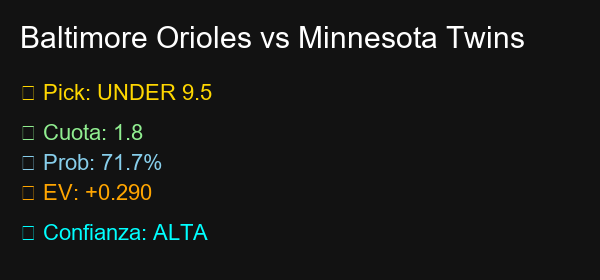 Baltimore Orioles vs Minnesota Twins
Pick: UNDER 9.5
Cuota: 1.8
Prob: 71.7%
EV: +0.290
Confianza: ALTA